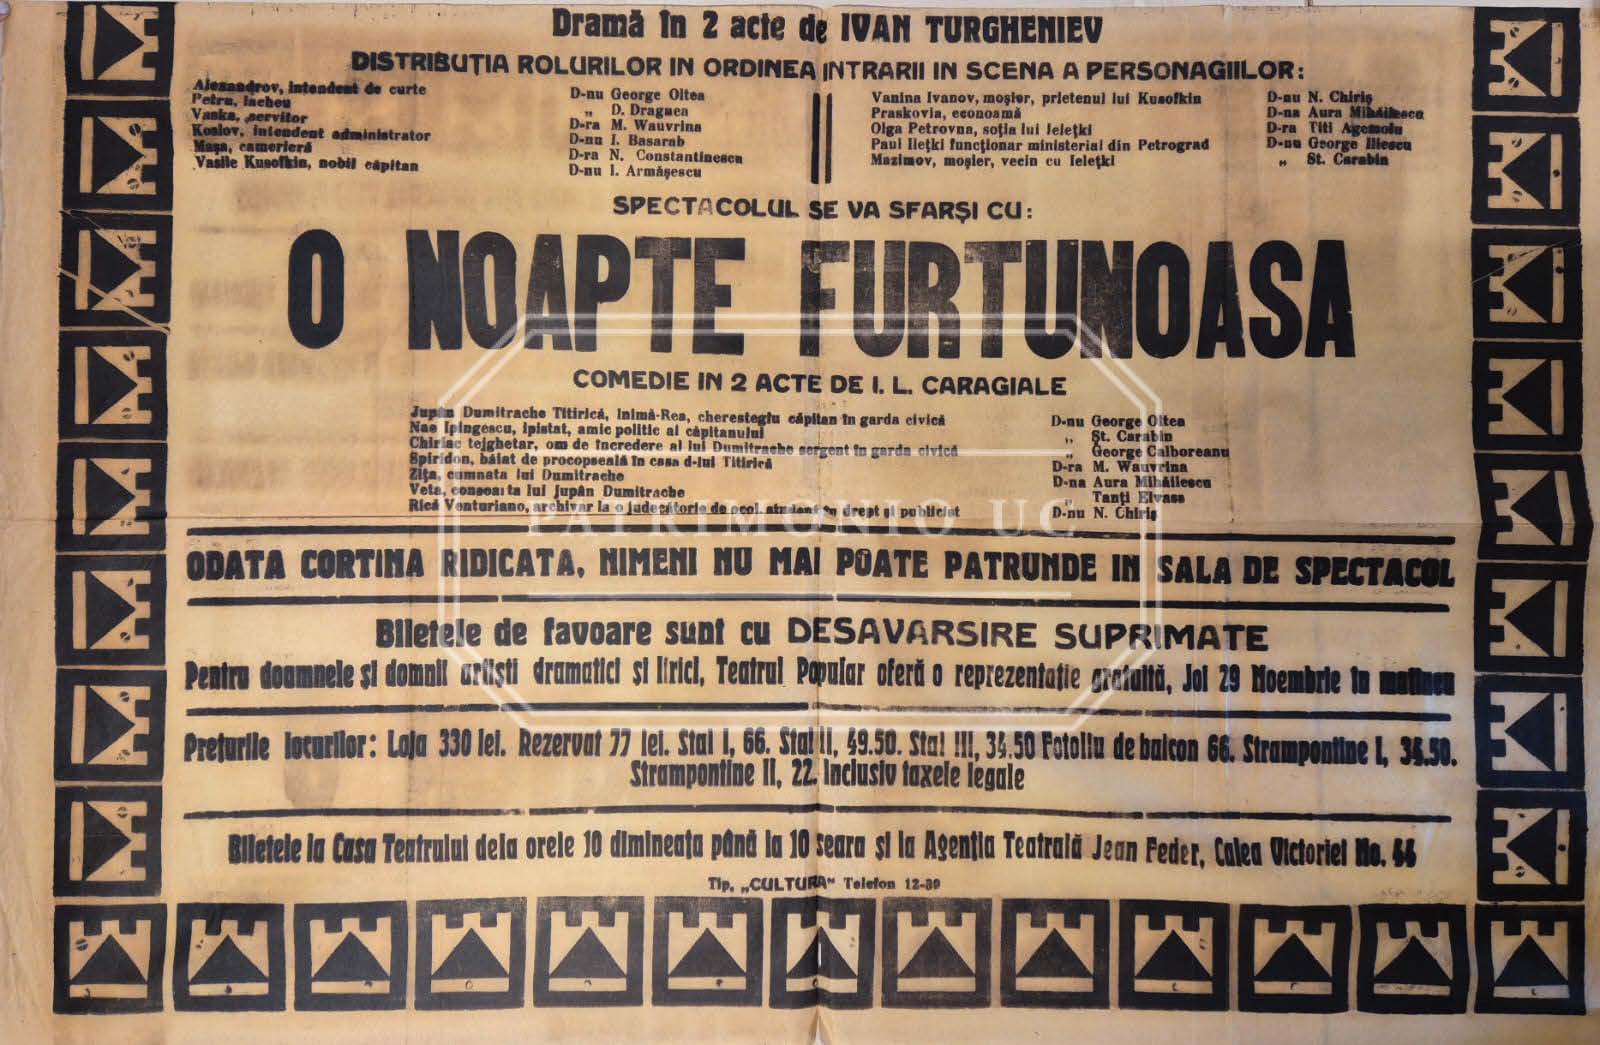 Dramă în 2 acte de IVAN TURGHENIEV
DISTRIBUȚIA ROLURILOR IN ORDINEA INTRARII IN SCENA A PERSONAGIILOR:
Alexandrov, intendent de curte D-nu George Oltea
Petru, lacheu „ D. Dragnea
Vaska, servitor D-ra M. Wauvrina
Koslov, intendent administrator D-nu I. Basarab
Mașa, camerieră D-ra N. Constantinescu
Vasile Kusofkin, nobil căpitan D-nu I. Armășescu
Vanina Ivanov, moșier, prietenul lui Kusofkin D-nu N. Chiriș
Praskovia, economă D-na Aura Mihăilescu
Olga Petrovna, soția lui Ielețki D-ra Titi Agemolu
Paul Ilețki funcționar ministerial din Petrograd D-nu George Iliescu
Mazimov, moșier, vecin cu Ielețki „ St. Carabin
SPECTACOLUL SE VA SFARȘI CU:
O NOAPTE FURTUNOASA
COMEDIE IN 2 ACTE DE I. L. CARAGIALE
Jupân Dumitrache Titirică, Inimă-Rea, cherestegiu căpitan în garda civică D-nu George Oltea
Nae Ipingescu, ipistat, amic politic al căpitanului „ Șt. Carabin
Chiriac tejghetar, om de încredere al lui Dumitrache sergent în garda civică „ George Calboreanu
Spiridon, băiat de procopseală în casa d-lui Titirică D-ra M. Wauvrina
Zița, cumnata lui Dumitrache D-na Aura Mihăilescu
Veta, consoarta lui Jupân Dumitrache „ Tanți Elvass
Rică Venturiano, archivar la o judecătorie de ocol, student în drept și publicist D-nu N. Chiriș
PATRIMONIO UC
ODATA CORTINA RIDICATA, NIMENI NU MAI POATE PATRUNDE IN SALA DE SPECTACOL
Biletele de favoare sunt cu DESAVARSIRE SUPRIMATE
Pentru doamnele și domnii artiști dramatici și lirici, Teatrul Popular oferă o reprezentație gratuită, Joi 29 Noembrie în matineu
Prețurile locurilor: Loja 330 lei. Rezervat 77 lei. Stal I, 66. Stal II, 49.50. Stal III, 34.50 Fotoliu de balcon 66. Strampontine I, 34.50.
Strampontine II, 22. Inclusiv taxele legale
Biletele la Casa Teatrului dela orele 10 dimineața până la 10 seara și la Agenția Teatrală Jean Feder, Calea Victoriei No. 44
Tip. „CULTURA" Telefon 12-39